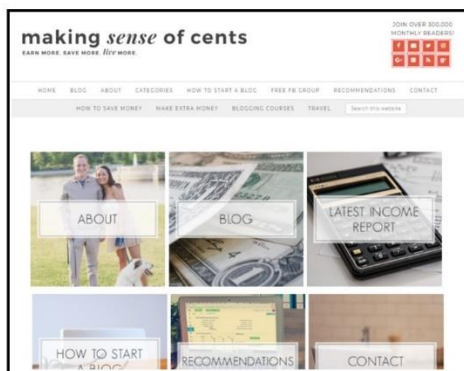 making sense of cents
EARN MORE. SAVE MORE. live MORE.
JOIN OVER 300,000
MONTHLY READERS!
HOME BLOG ABOUT CATEGORIES HOW TO START A BLOG FREE FB GROUP RECOMMENDATIONS CONTACT
HOW TO SAVE MONEY MAKE EXTRA MONEY BLOGGING COURSES TRAVEL Search this website
ABOUT
BLOG
LATEST INCOME
REPORT
HOW TO START
A BLOG
RECOMMENDATIONS
CONTACT